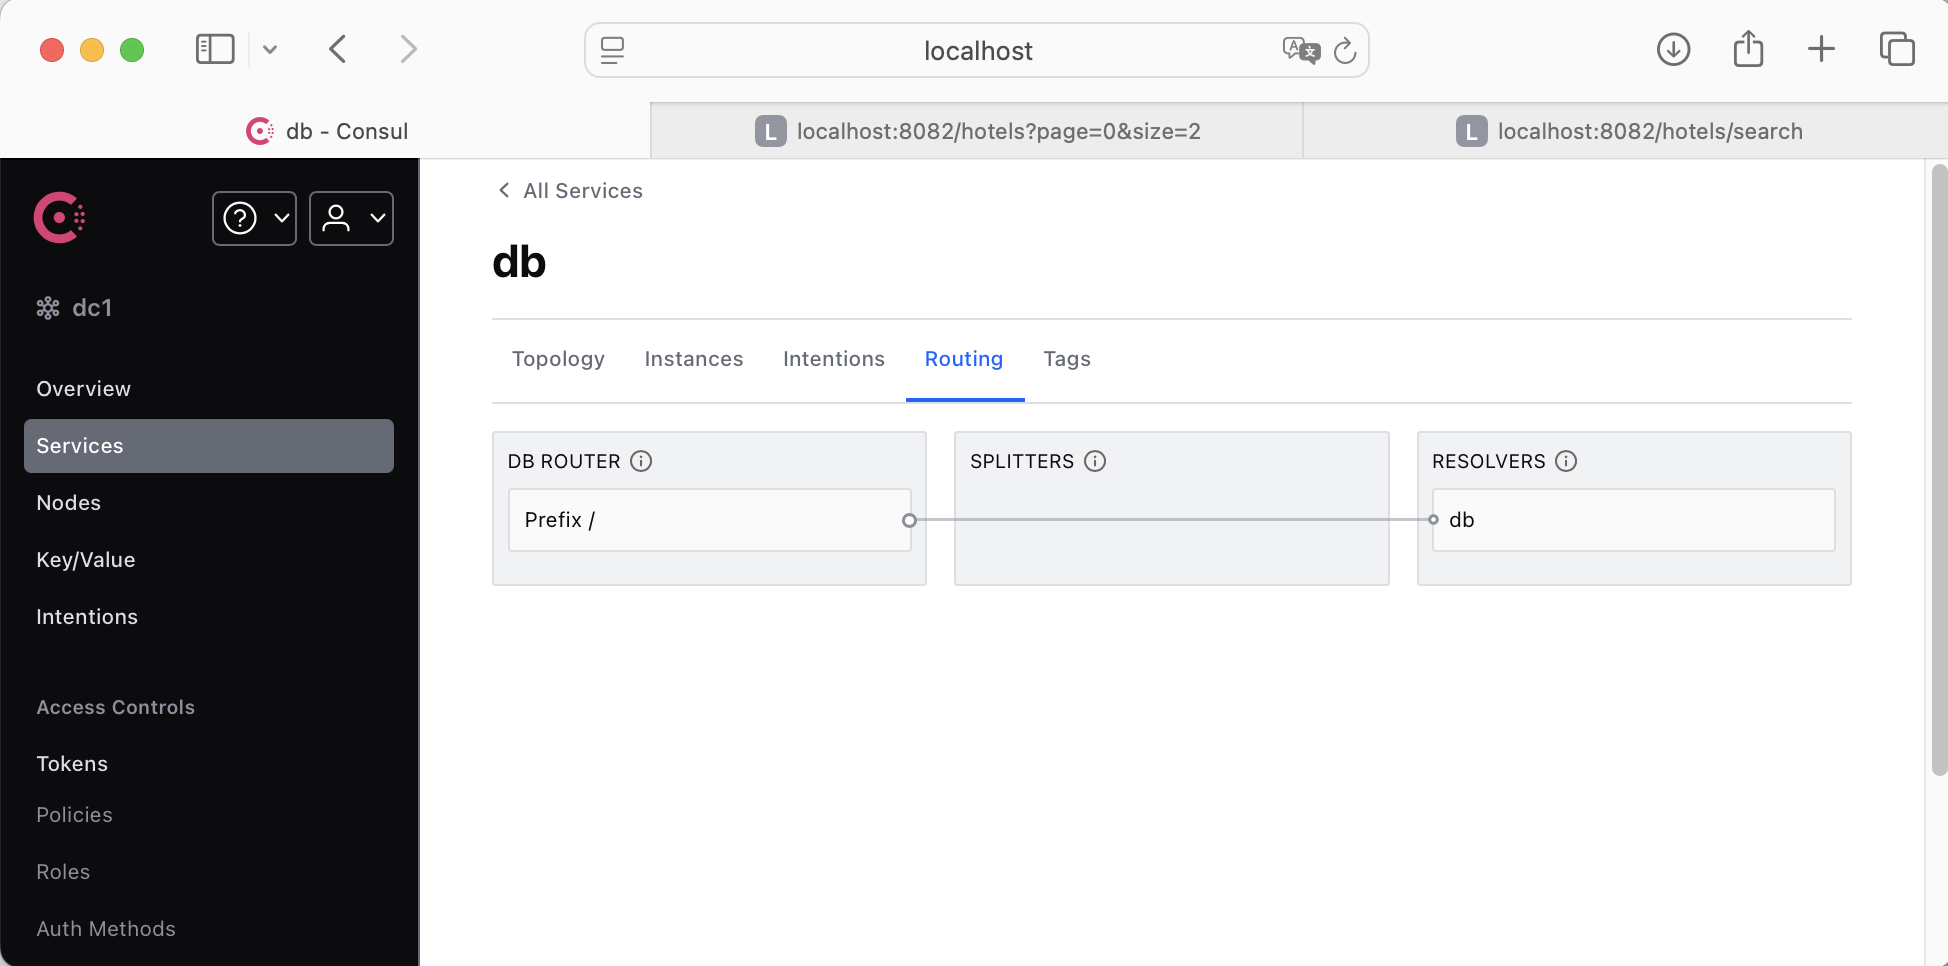 localhost
db - Consul
L localhost:8082/hotels?page=0&size=2
L localhost:8082/hotels/search
dc1
Overview
Services
Nodes
Key/Value
Intentions
Access Controls
Tokens
Policies
Roles
Auth Methods
All Services
db
Topology Instances Intentions Routing Tags
DB ROUTER
Prefix /
SPLITTERS
RESOLVERS
db